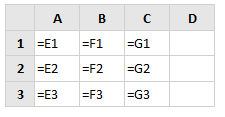 A B C D
1 =E1 =F1 =G1
2 =E2 =F2 =G2
3 =E3 =F3 =G3